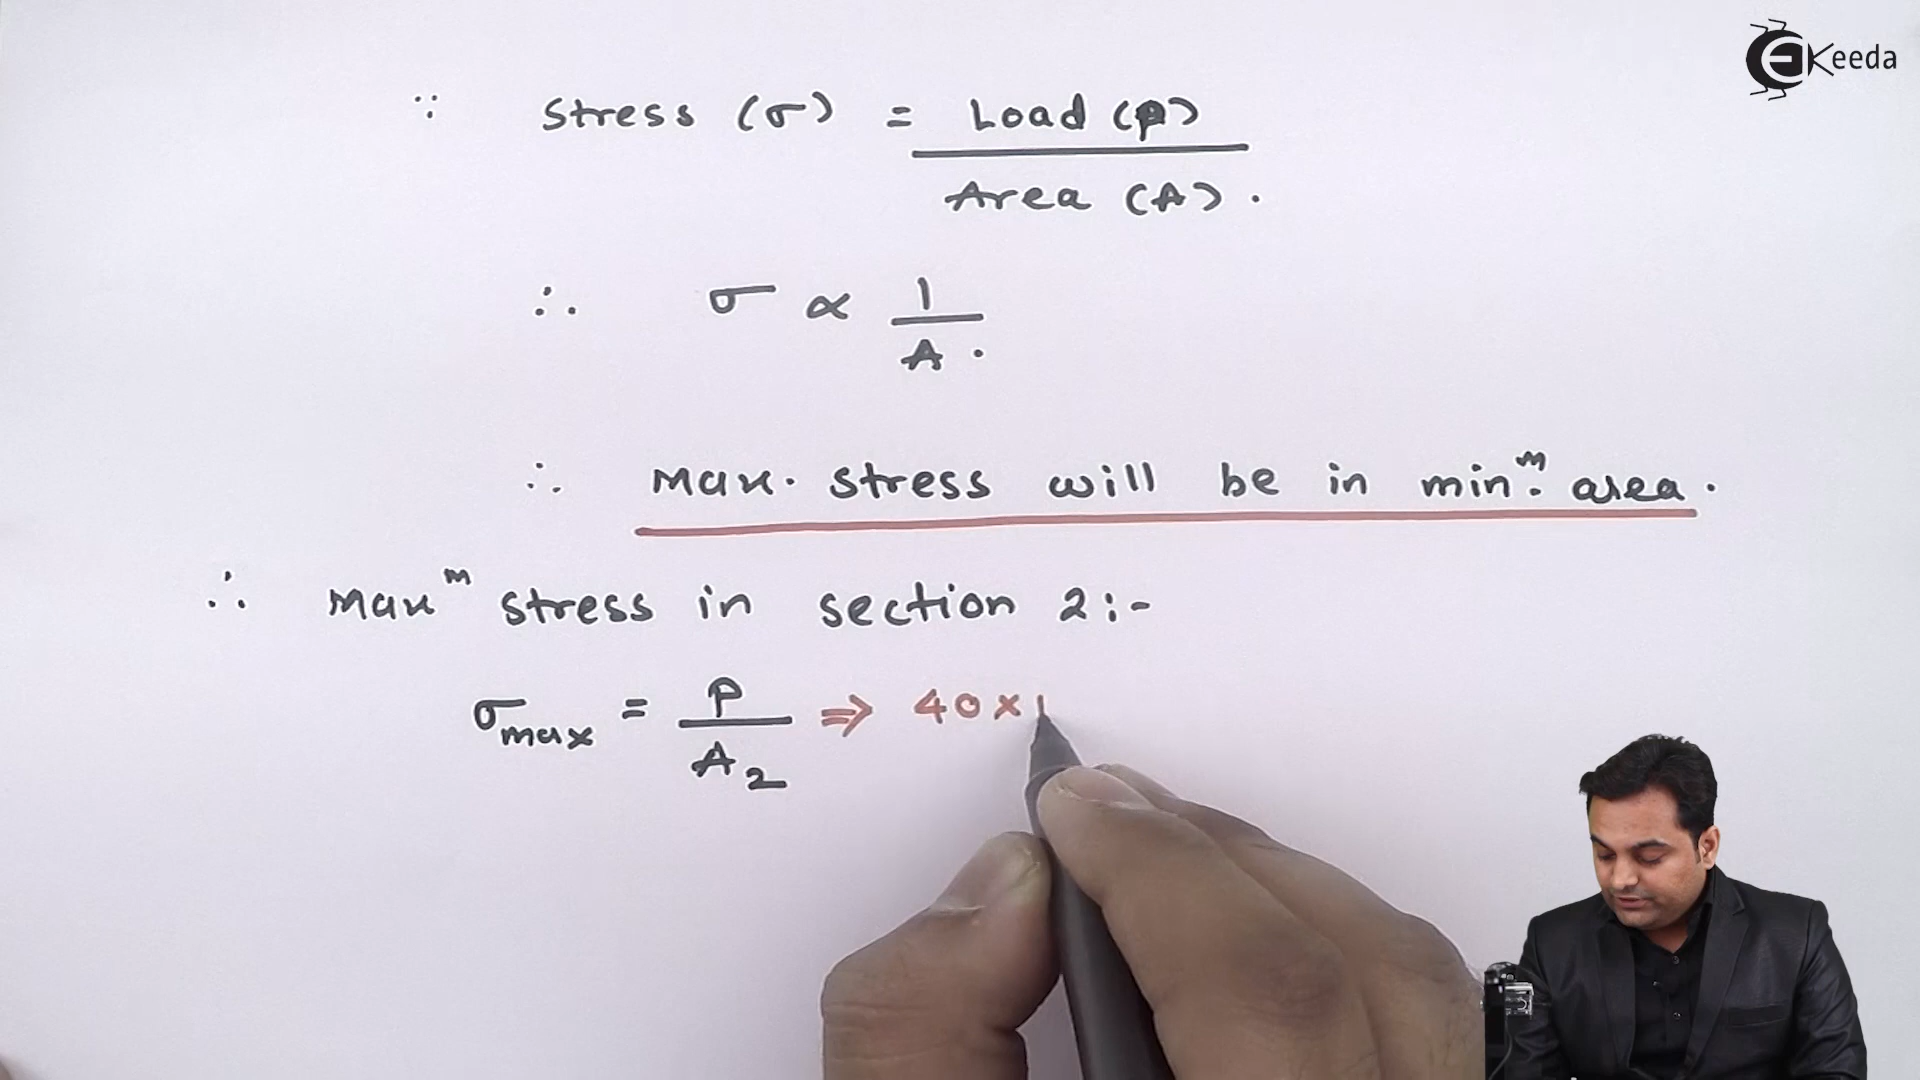 EKeeda
∵ Stress (σ) = Load (P)
Area (A).
∴ σ ∝ 1
A.
∴ Max. stress will be in minᵐ. area.
∴ Maxᵐ stress in section 2:-
σmax = P ⇒ 40×1
A2